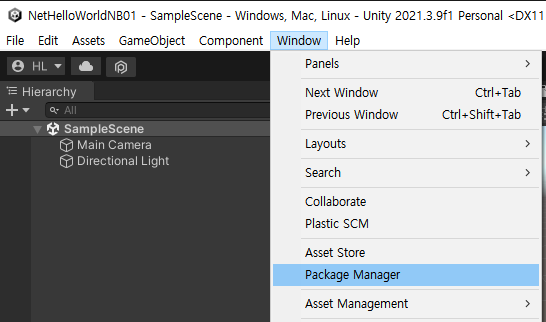 NetHelloWorldNB01 - SampleScene - Windows, Mac, Linux - Unity 2021.3.9f1 Personal <DX11
File Edit Assets GameObject Component Window Help
HL
Panels
Next Window Ctrl+Tab
Previous Window Ctrl+Shift+Tab
Layouts
Search
Collaborate
Plastic SCM
Asset Store
Package Manager
Asset Management
Hierarchy
All
SampleScene
Main Camera
Directional Light